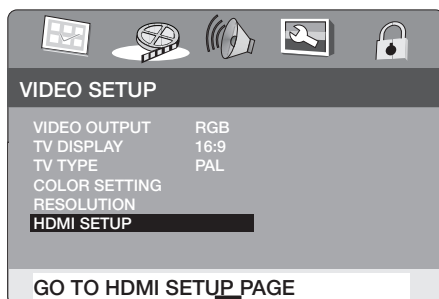 VIDEO SETUP
VIDEO OUTPUT RGB
TV DISPLAY 16:9
TV TYPE PAL
COLOR SETTING
RESOLUTION
HDMI SETUP
GO TO HDMI SETUP PAGE